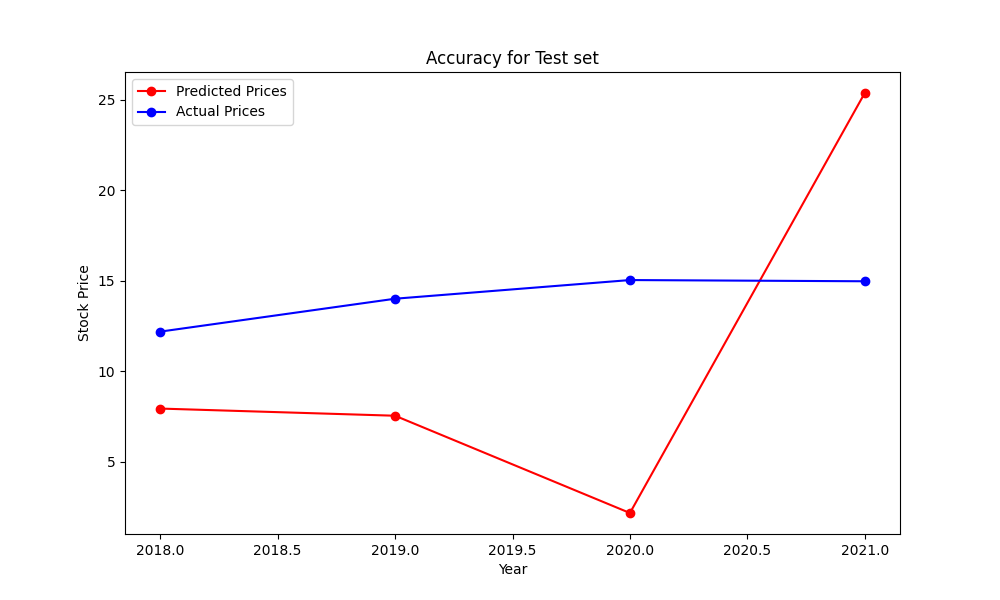 Accuracy for Test set
Predicted Prices
Actual Prices
25
20
15
10
5
Stock Price
2018.0 2018.5 2019.0 2019.5 2020.0 2020.5 2021.0
Year